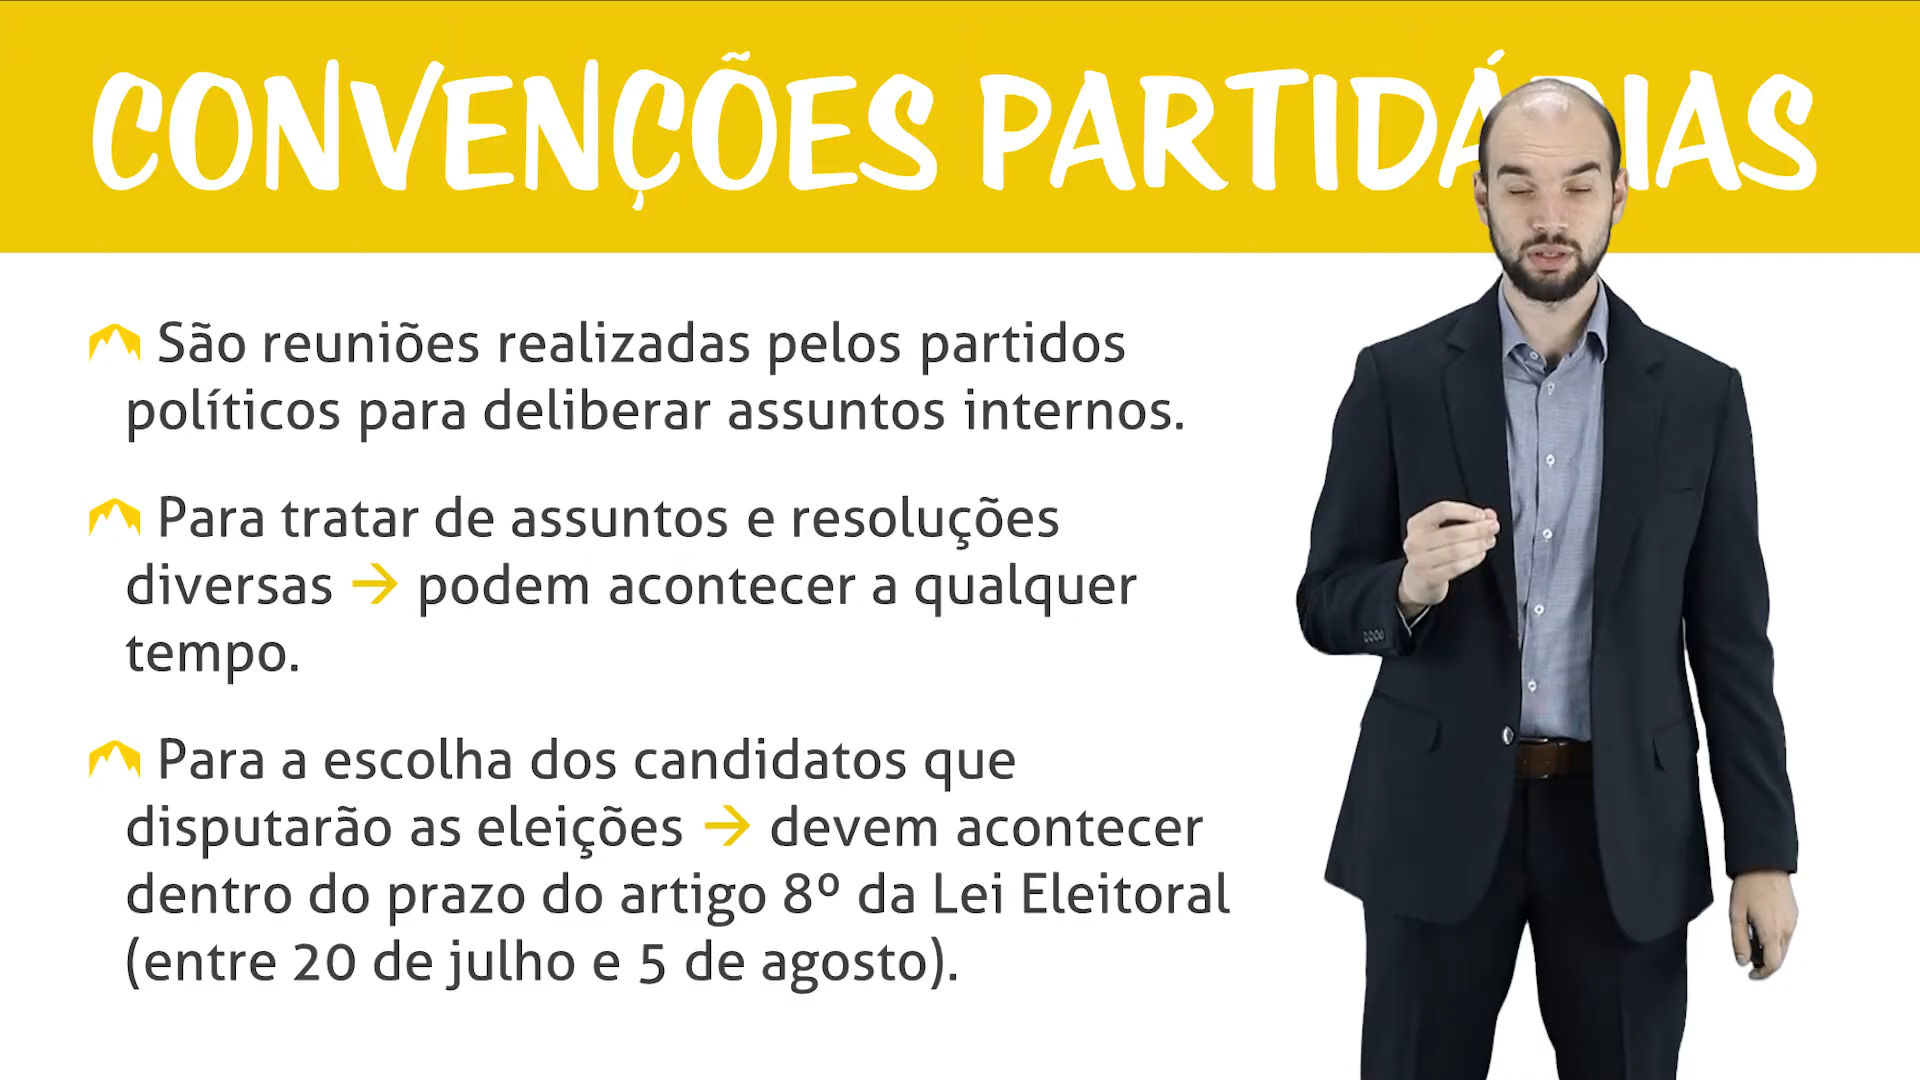 CONVENÇÕES
São reuniões realizadas pelos partidos
políticos para deliberar assuntos internos.
Para tratar de assuntos e resoluções
diversas → podem acontecer a qualquer
tempo.
Para a escolha dos candidatos que
disputarão as eleições → devem acontecer
dentro do prazo do artigo 8º da Lei Eleitoral
(entre 20 de julho e 5 de agosto).